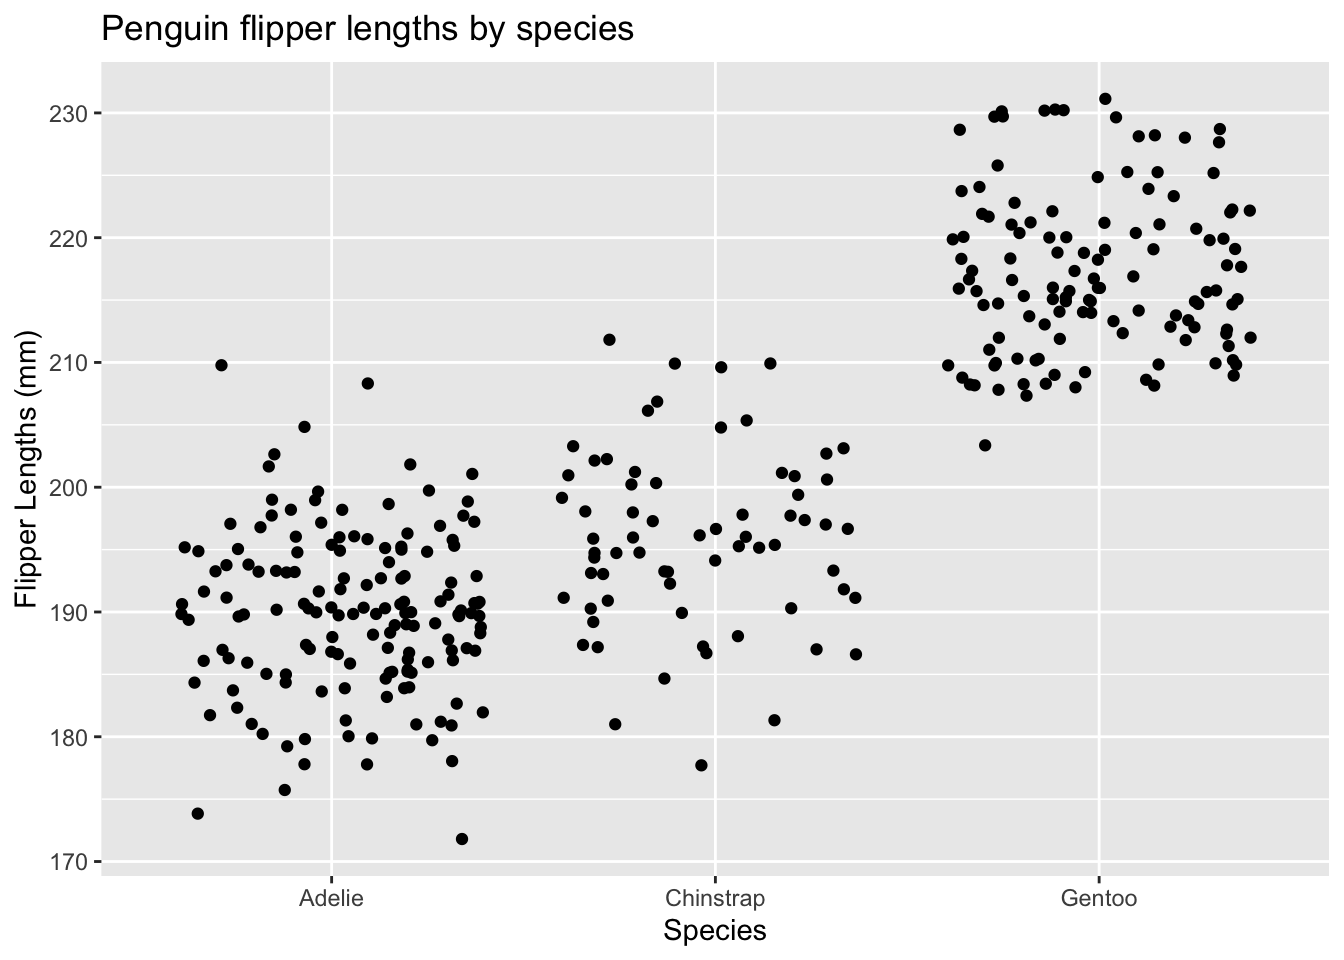 Penguin flipper lengths by species
230
220
210
200
190
180
170
Flipper Lengths (mm)
Adelie
Chinstrap
Gentoo
Species